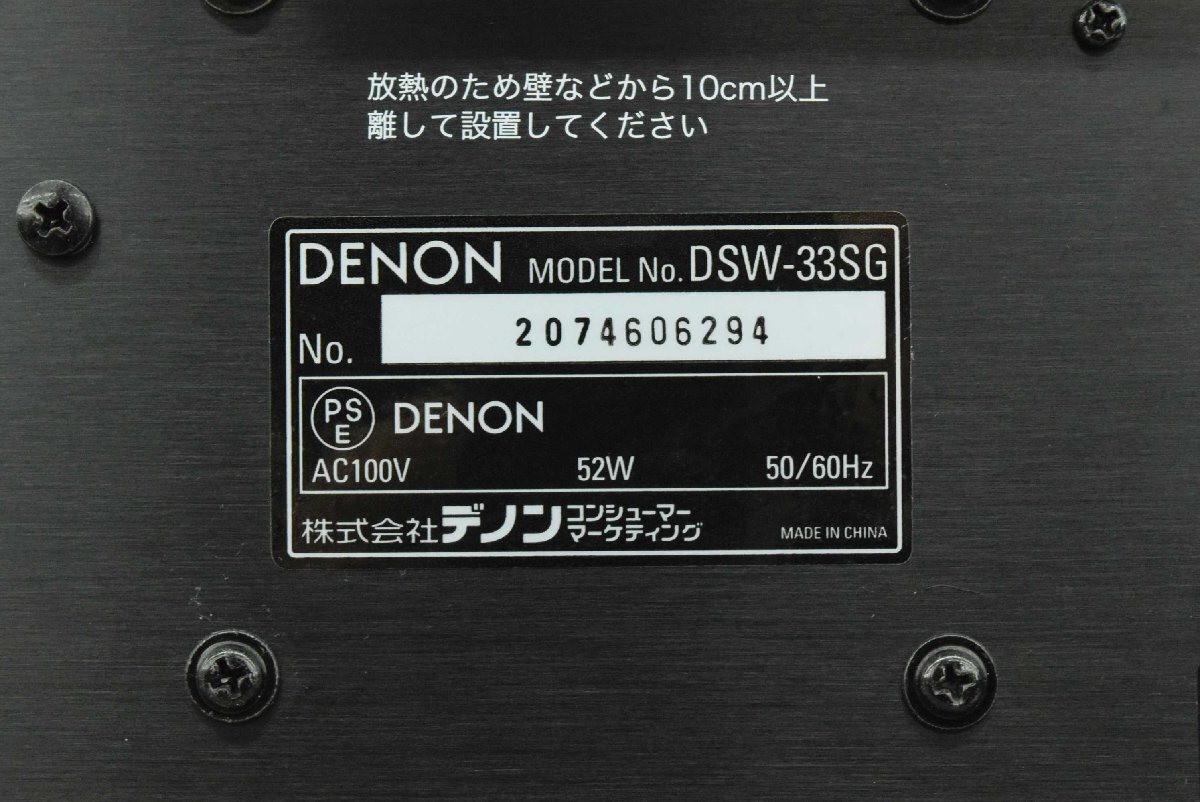 放熱のため壁などから10cm以上
離して設置してください
DENON MODEL No. DSW-33SG
No. 2074606294
PSE DENON
AC100V 52W 50/60Hz
株式会社デノン コンシューマーマーケティング MADE IN CHINA